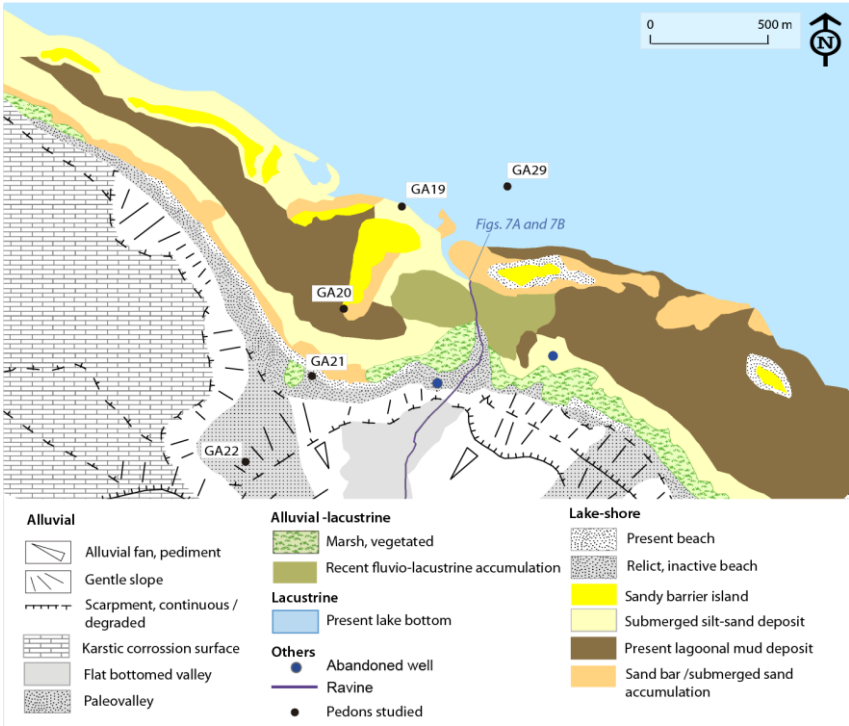 0 500 m
N
GA29
GA19
Figs. 7A and 7B
GA20
GA21
GA22
Alluvial
Alluvial fan, pediment
Gentle slope
Scarpment, continuous /
degraded
Karstic corrossion surface
Flat bottomed valley
Paleovalley
Alluvial -lacustrine
Marsh, vegetated
Recent fluvio-lacustrine accumulation
Lacustrine
Present lake bottom
Others
Abandoned well
Ravine
Pedons studied
Lake-shore
Present beach
Relict, inactive beach
Sandy barrier island
Submerged silt-sand deposit
Present lagoonal mud deposit
Sand bar /submerged sand
accumulation